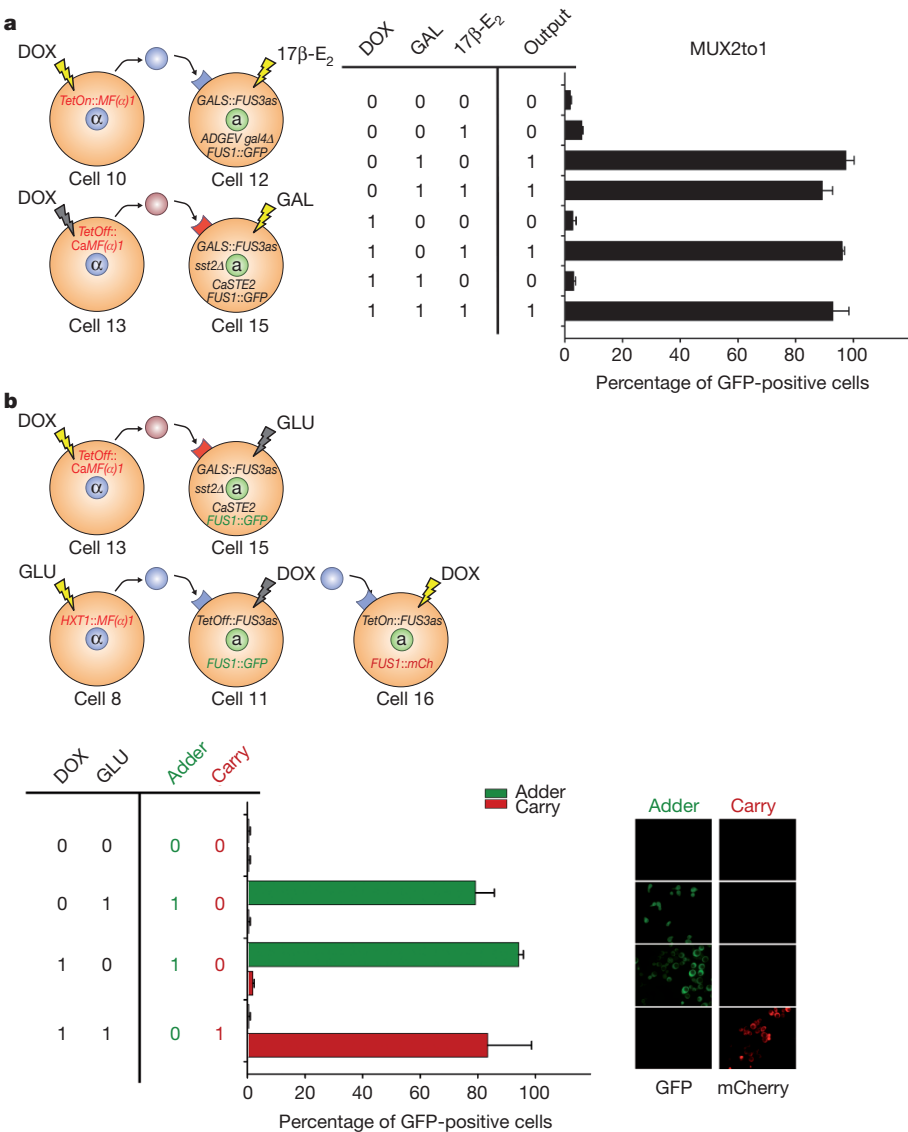 a
DOX
17β-E2
TetOn::MF(α)1
α
GALS::FUS3as
a
ADGEV gal4Δ
FUS1::GFP
Cell 10
Cell 12
DOX
GAL
TetOff::
CaMF(α)1
α
GALS::FUS3as
sst2Δ
a
CaSTE2
FUS1::GFP
Cell 13
Cell 15
DOX GAL 17β-E2 Output
MUX2to1
0 0 0 0
0 0 1 0
0 1 0 1
0 1 1 1
1 0 0 0
1 0 1 1
1 1 0 0
1 1 1 1
0 20 40 60 80 100
Percentage of GFP-positive cells
b
DOX
GLU
TetOff::
CaMF(α)1
α
GALS::FUS3as
sst2Δ
a
CaSTE2
FUS1::GFP
Cell 13
Cell 15
GLU
DOX
DOX
HXT1::MF(α)1
α
TetOff::FUS3as
a
FUS1::GFP
TetOn::FUS3as
a
FUS1::mCh
Cell 8
Cell 11
Cell 16
DOX GLU Adder Carry
Adder
Carry
0 0 0 0
0 1 1 0
1 0 1 0
1 1 0 1
0 20 40 60 80 100
Percentage of GFP-positive cells
Adder Carry
GFP mCherry